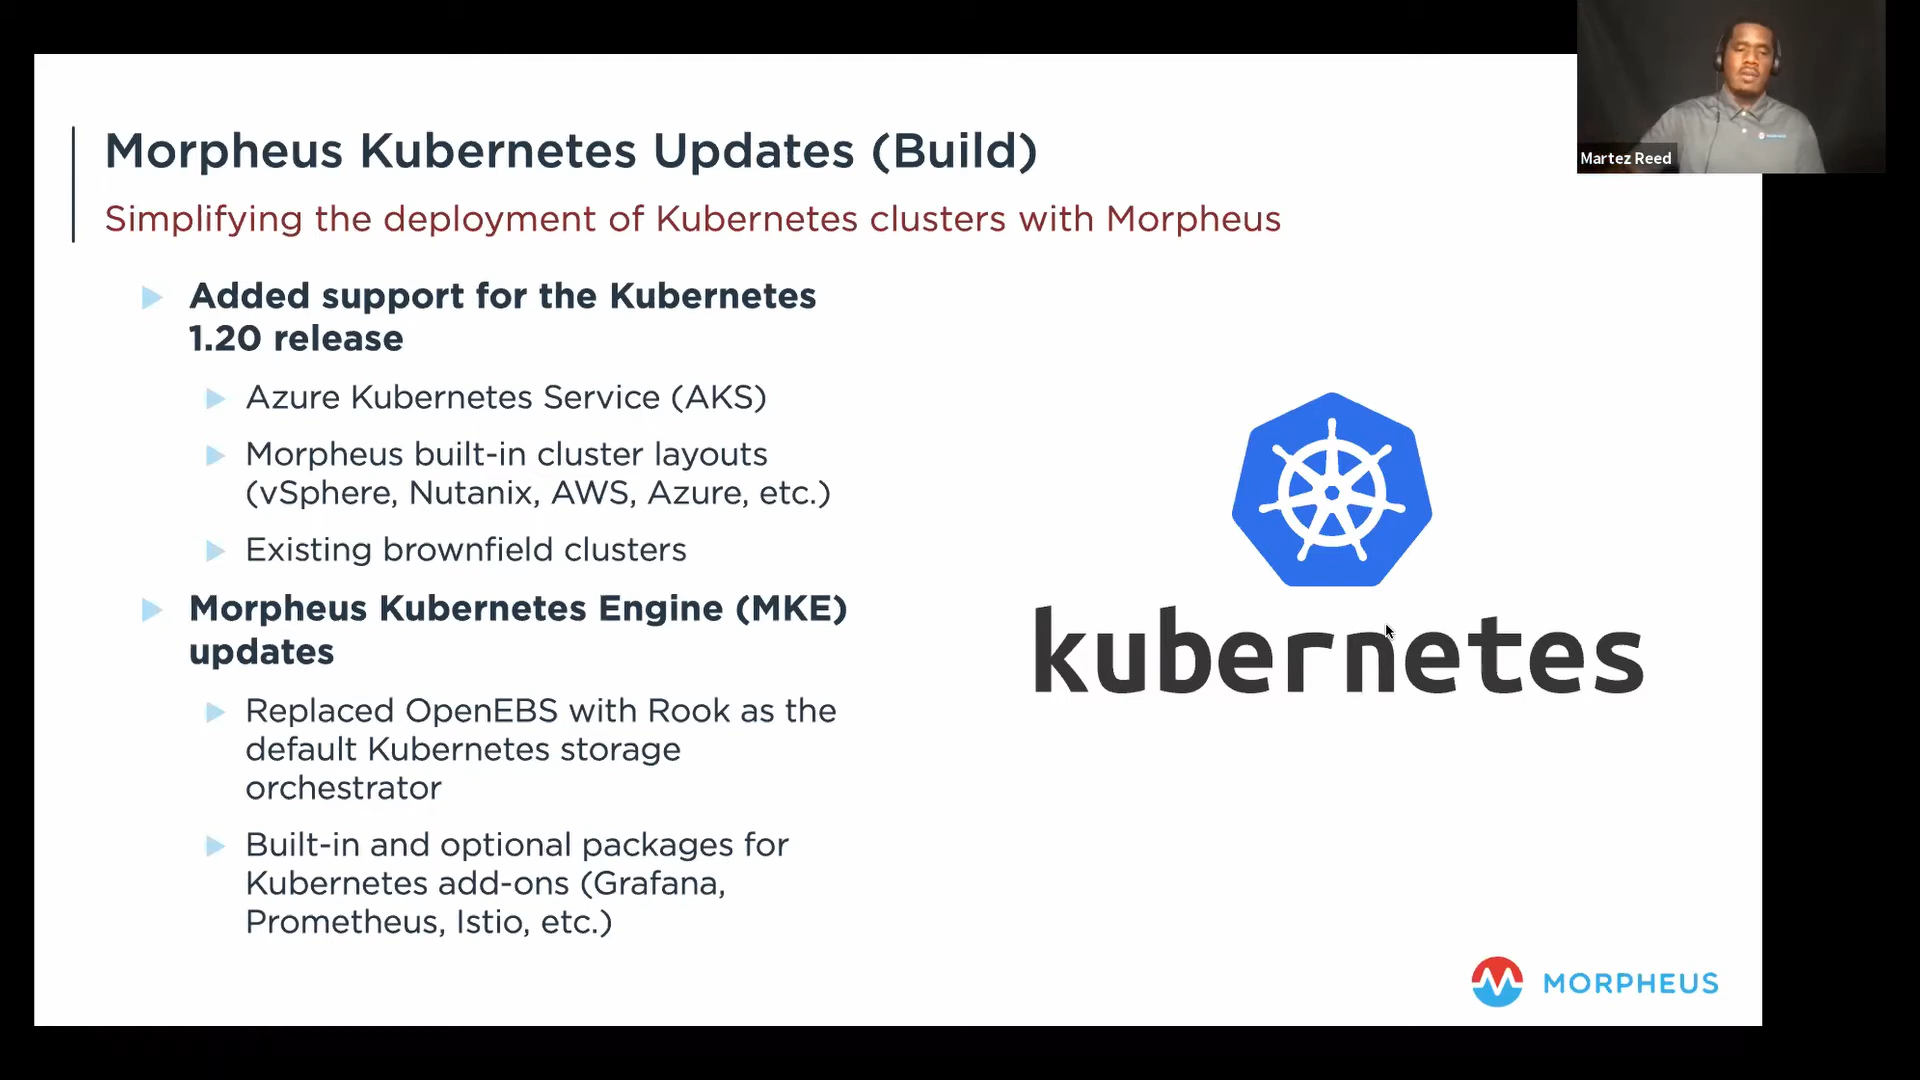 Martez Reed
Morpheus Kubernetes Updates (Build)
Simplifying the deployment of Kubernetes clusters with Morpheus
Added support for the Kubernetes
1.20 release
Azure Kubernetes Service (AKS)
Morpheus built-in cluster layouts
(vSphere, Nutanix, AWS, Azure, etc.)
Existing brownfield clusters
Morpheus Kubernetes Engine (MKE)
updates
Replaced OpenEBS with Rook as the
default Kubernetes storage
orchestrator
Built-in and optional packages for
Kubernetes add-ons (Grafana,
Prometheus, Istio, etc.)
kubernetes
MORPHEUS